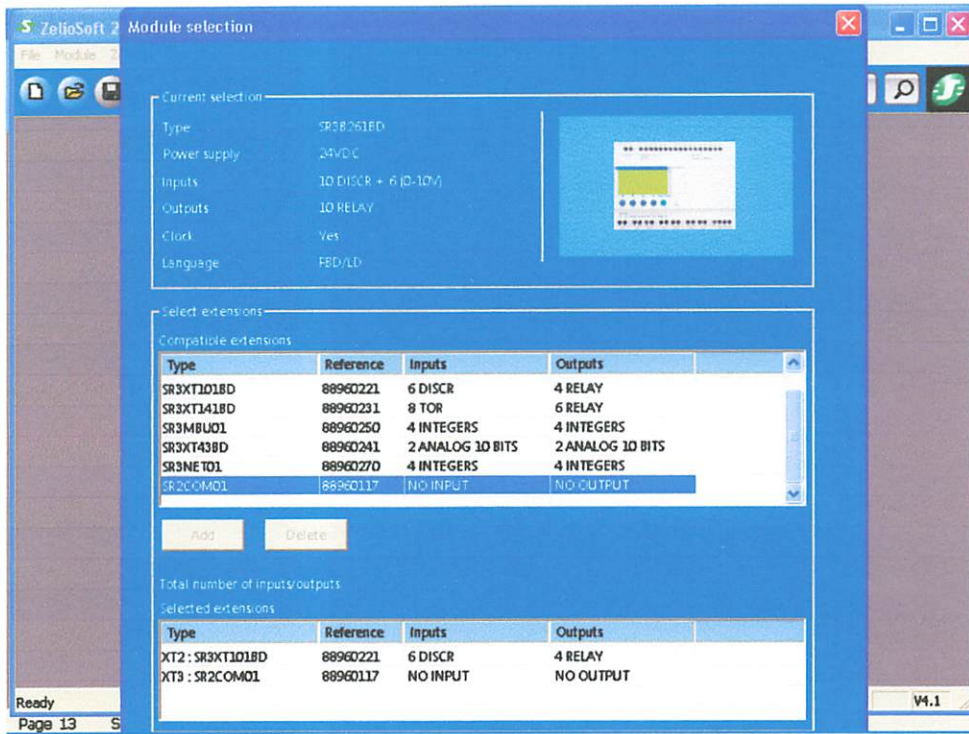 ZelioSoft 2
Module selection
File Module Z
Current selection
Type SR3B261BD
Power supply 24VDC
Inputs 10 DISCR + 6 (0-10V)
Outputs 10 RELAY
Clock Yes
Language FBD/LD
Select extensions
Compatible extensions
Type Reference Inputs Outputs
SR3XT101BD 88960221 6 DISCR 4 RELAY
SR3XT141BD 88960231 8 TOR 6 RELAY
SR3MBU01 88960250 4 INTEGERS 4 INTEGERS
SR3XT43BD 88960241 2 ANALOG 10 BITS 2 ANALOG 10 BITS
SR3NET01 88960270 4 INTEGERS 4 INTEGERS
SR2COM01 88960117 NO INPUT NO OUTPUT
Add Delete
Total number of inputs/outputs
Selected extensions
Type Reference Inputs Outputs
XT2 : SR3XT101BD 88960221 6 DISCR 4 RELAY
XT3 : SR2COM01 88960117 NO INPUT NO OUTPUT
Ready V4.1
Page 13 S